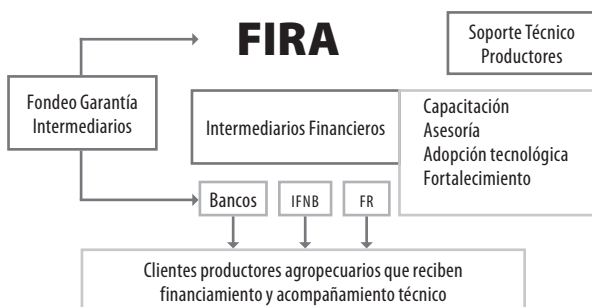 FIRA
Soporte Técnico
Productores
Fondeo Garantía
Intermediarios
Intermediarios Financieros
Capacitación
Asesoría
Adopción tecnológica
Fortalecimiento
Bancos
IFNB
FR
Clientes productores agropecuarios que reciben
financiamiento y acompañamiento técnico